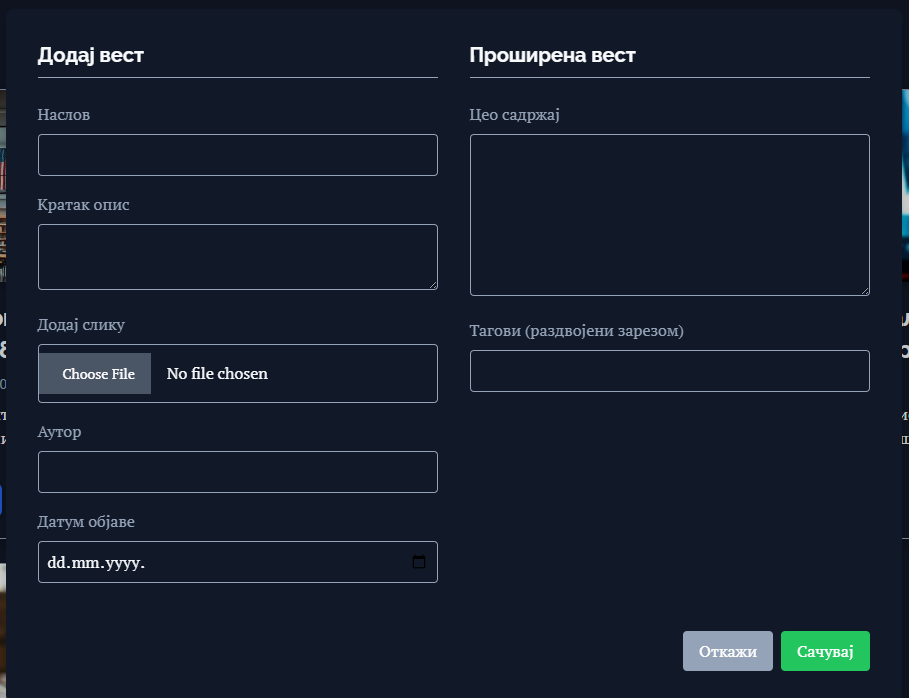 Додај вест
Наслов
Кратак опис
Додај слику
Choose File No file chosen
Аутор
Датум објаве
dd.mm.yyyy.
Проширена вест
Цео садржај
Тагови (раздвојени зарезом)
Откажи
Сачувај